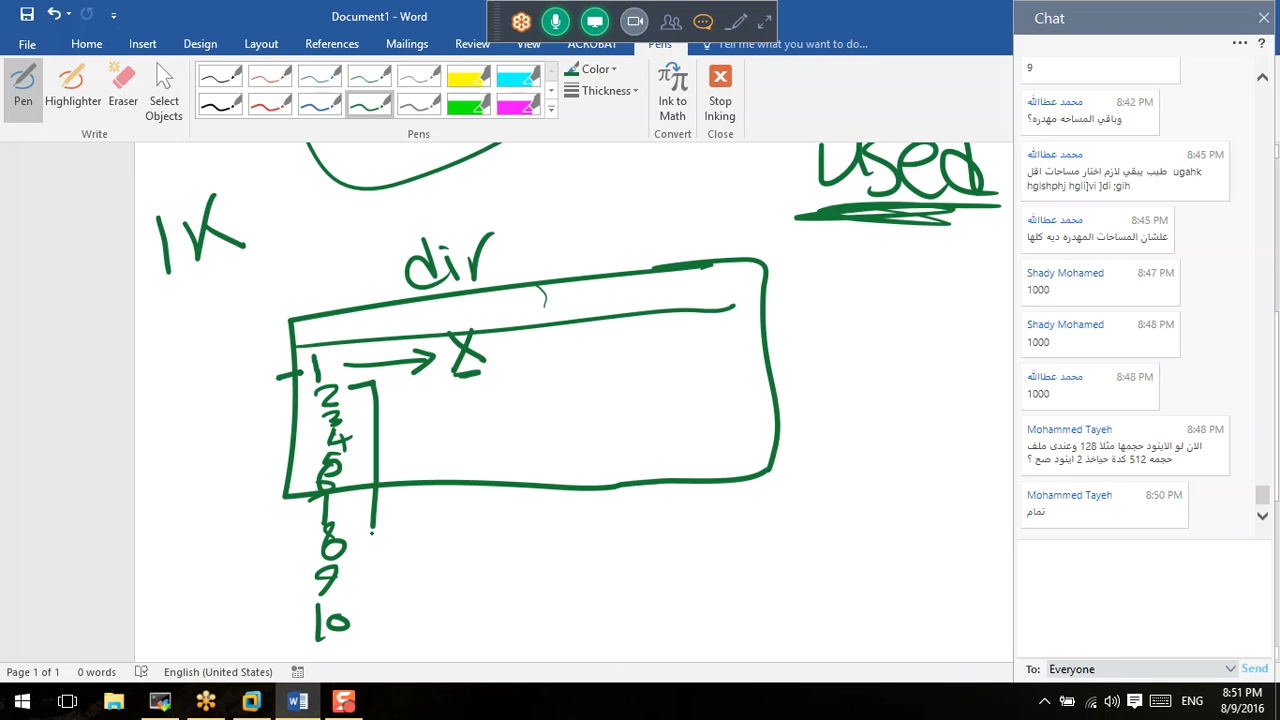 Document1 - Word
File
Home
Insert
Design
Layout
References
Mailings
Review
View
ACROBAT
Pens
Tell me what you want to do...
Pen
Highlighter
Eraser
Select Objects
Color
Thickness
Ink to Math
Stop Inking
Write
Pens
Convert
Close
used
1K
dir
1 → X
2
3
4
5
6
8
9
10
Chat
9
محمد عطاالله 8:42 PM
وباقي المساحه مهدره؟
محمد عطاالله 8:45 PM
طيب يبقي لازم اختار مساحات اقل ugahk
hglshphj hgli]vi ]di ;gih
محمد عطاالله 8:45 PM
علشان المساحات المهدره ديه كلها
Shady Mohamed 8:47 PM
1000
Shady Mohamed 8:48 PM
1000
محمد عطاالله 8:48 PM
1000
Mohammed Tayeh 8:48 PM
الان لو الاينود حجمها مثلا 128 وعندى ملف
حجمه 512 كدة حياخذ 2 اينود صح ؟
Mohammed Tayeh 8:50 PM
تمام
To: Everyone Send
Page 1 of 1 0 words English (United States)
ENG
8:51 PM
8/9/2016